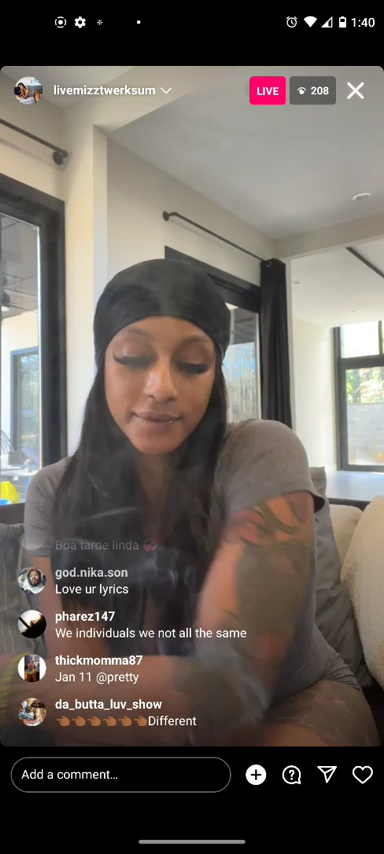 1:40
livemizztwerksum
LIVE
208
Boa tarde linda
god.nika.son
Love ur lyrics
pharez147
We individuals we not all the same
thickmomma87
Jan 11 @pretty
da_butta_luv_show
👈🏾👈🏾👈🏾👈🏾👈🏾👈🏾Different
Add a comment...